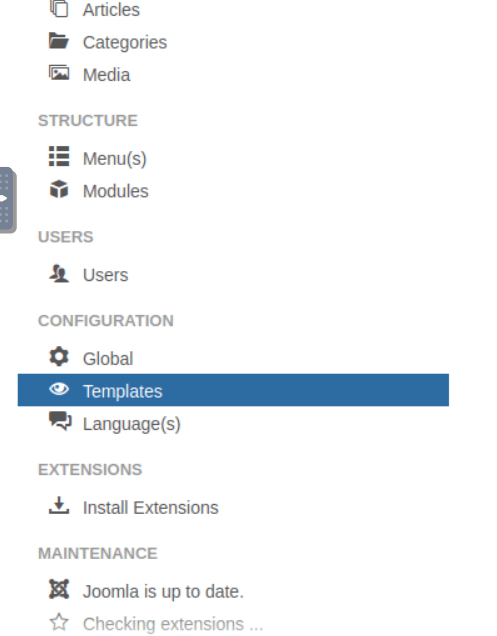 Articles
Categories
Media
STRUCTURE
Menu(s)
Modules
USERS
Users
CONFIGURATION
Global
Templates
Language(s)
EXTENSIONS
Install Extensions
MAINTENANCE
Joomla is up to date.
Checking extensions ...